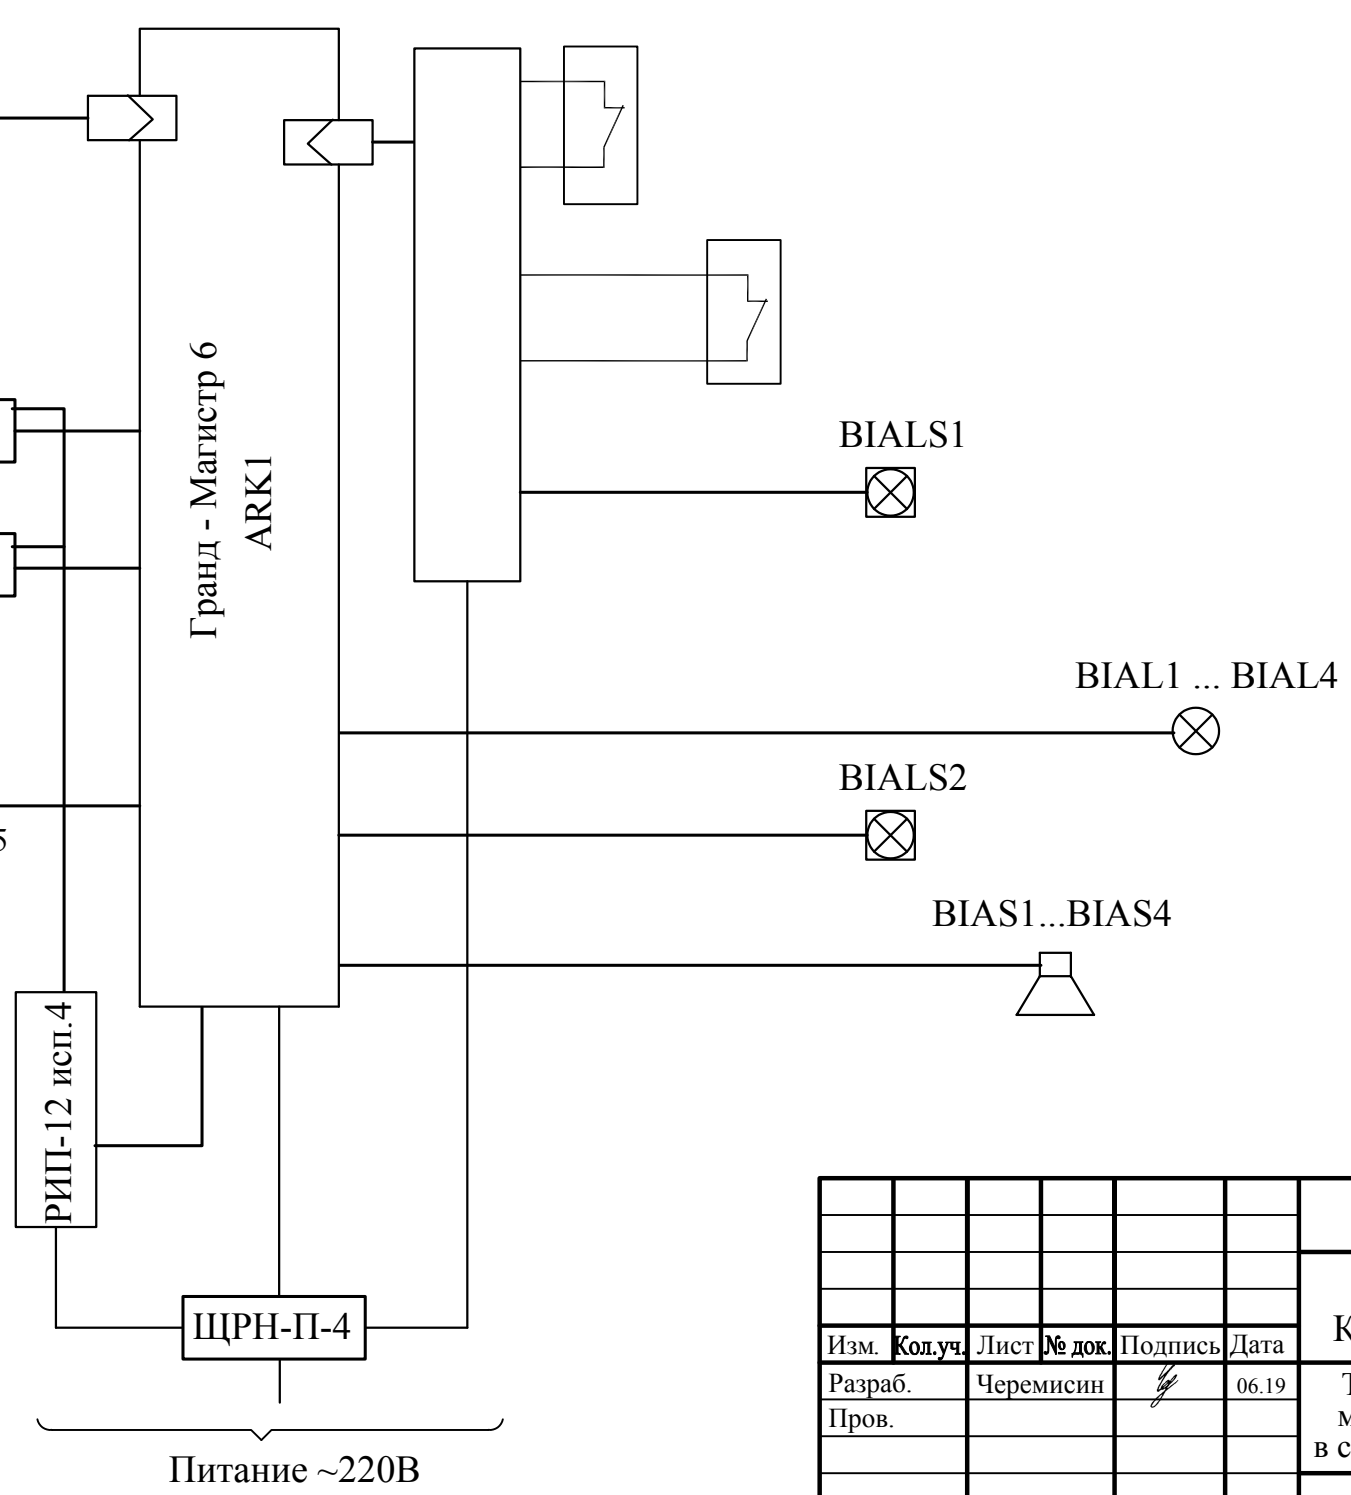 Гранд - Магистр 6
ARK1
BIALS1
BIAL1 ... BIAL4
BIALS2
5
BIAS1...BIAS4
РИП-12 исп.4
ЩРН-П-4
Питание ~220В
Изм. Кол.уч. Лист № док. Подпись Дата
Разраб. Черемисин 06.19
Пров.
К
Т
м
в с